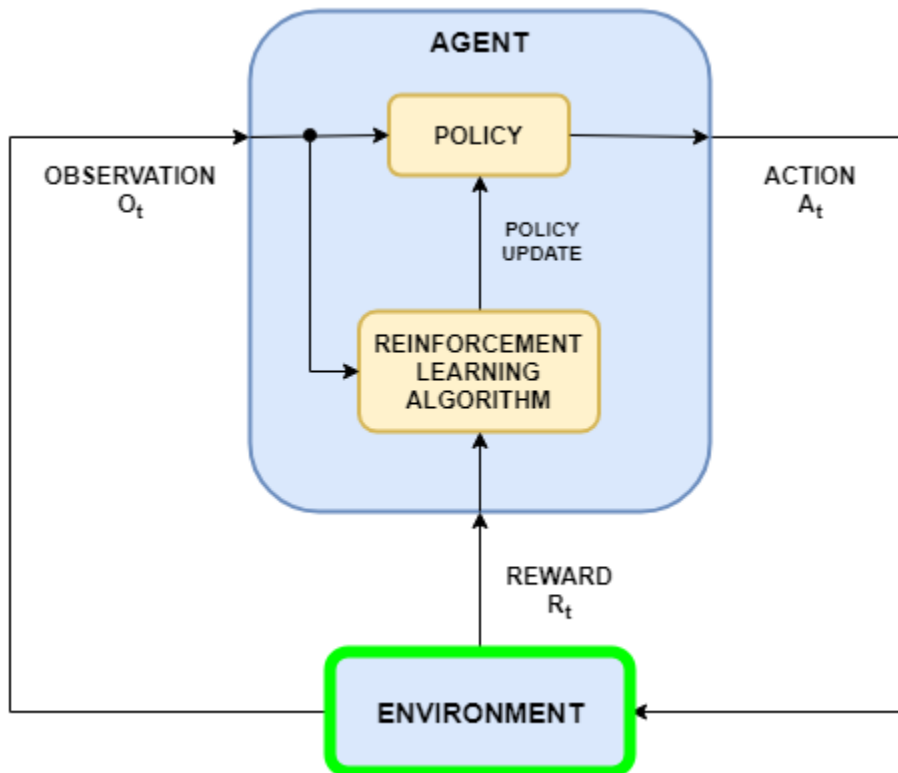 AGENT
POLICY
OBSERVATION
Oₜ
ACTION
Aₜ
POLICY
UPDATE
REINFORCEMENT
LEARNING
ALGORITHM
REWARD
Rₜ
ENVIRONMENT